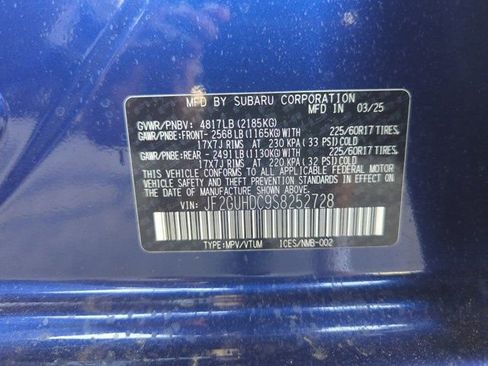 MFD BY SUBARU CORPORATION
MFD. IN 03/25
GVWR/PNBV: 4817LB (2185KG)
GAWR/PNBE:FRONT- 2568LB (1165KG)WITH 225/60R17 TIRES,
17X7J RIMS AT 230 KPA ( 33 PSI) COLD
GAWR/PNBE:REAR - 2491LB (1130KG)WITH 225/60R17 TIRES,
17X7J RIMS AT 220 KPA ( 32 PSI) COLD
THIS VEHICLE CONFORMS TO ALL APPLICABLE FEDERAL MOTOR
VEHICLE SAFETY AND THEFT PREVENTION STANDARDS IN EFFECT ON
THE DATE OF MANUFACTURE SHOWN ABOVE.
VIN: JF2GUHDC9S8252728
TYPE:MPV/VTUM ICES/NMB-002